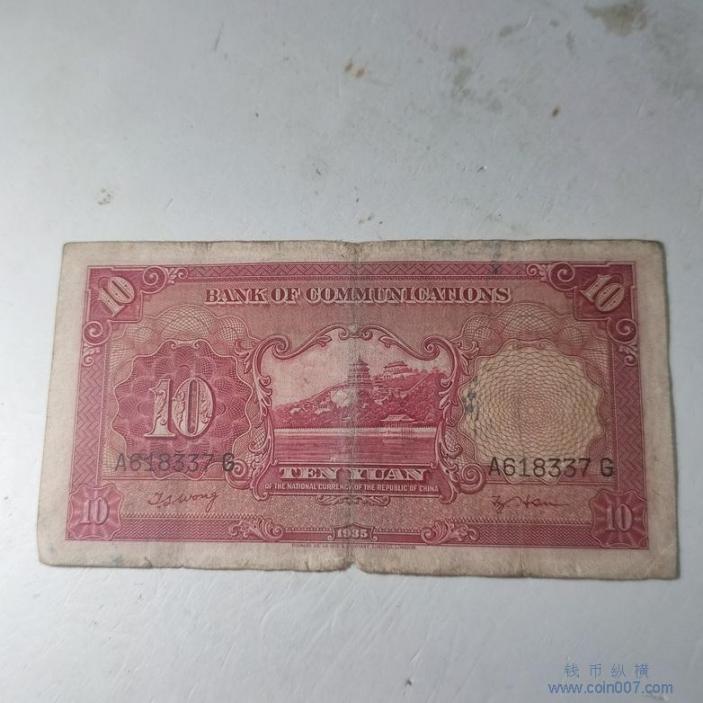 10 10
BANK OF COMMUNICATIONS
10
A618337 G A618337 G
TEN YUAN
OF THE NATIONAL CURRENCY OF THE REPUBLIC OF CHINA
T S Wong
10 10
1935
钱币纵横
www.coin007.com